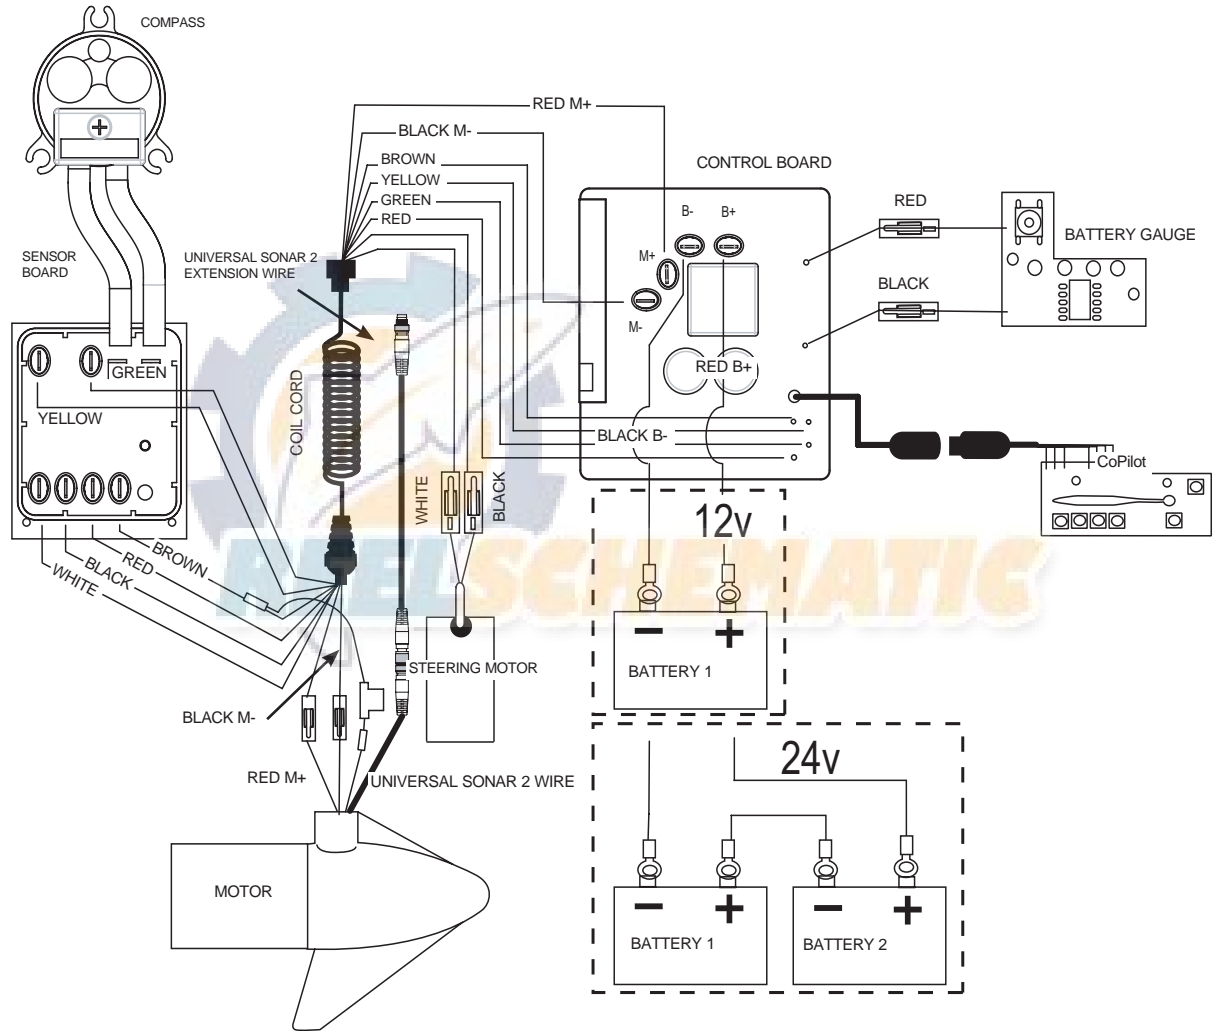 COMPASS
RED M+
BLACK M-
BROWN
YELLOW
GREEN
RED
CONTROL BOARD
RED
BATTERY GAUGE
BLACK
B-
B+
M+
M-
SENSOR
BOARD
UNIVERSAL SONAR 2
EXTENSION WIRE
GREEN
YELLOW
COIL CORD
RED B+
BLACK B-
CoPilot
WHITE
BLACK
12v
BROWN
RED
BLACK
WHITE
REELSCHEMATIC
STEERING MOTOR
BATTERY 1
BLACK M-
RED M+
UNIVERSAL SONAR 2 WIRE
24v
MOTOR
BATTERY 1
BATTERY 2